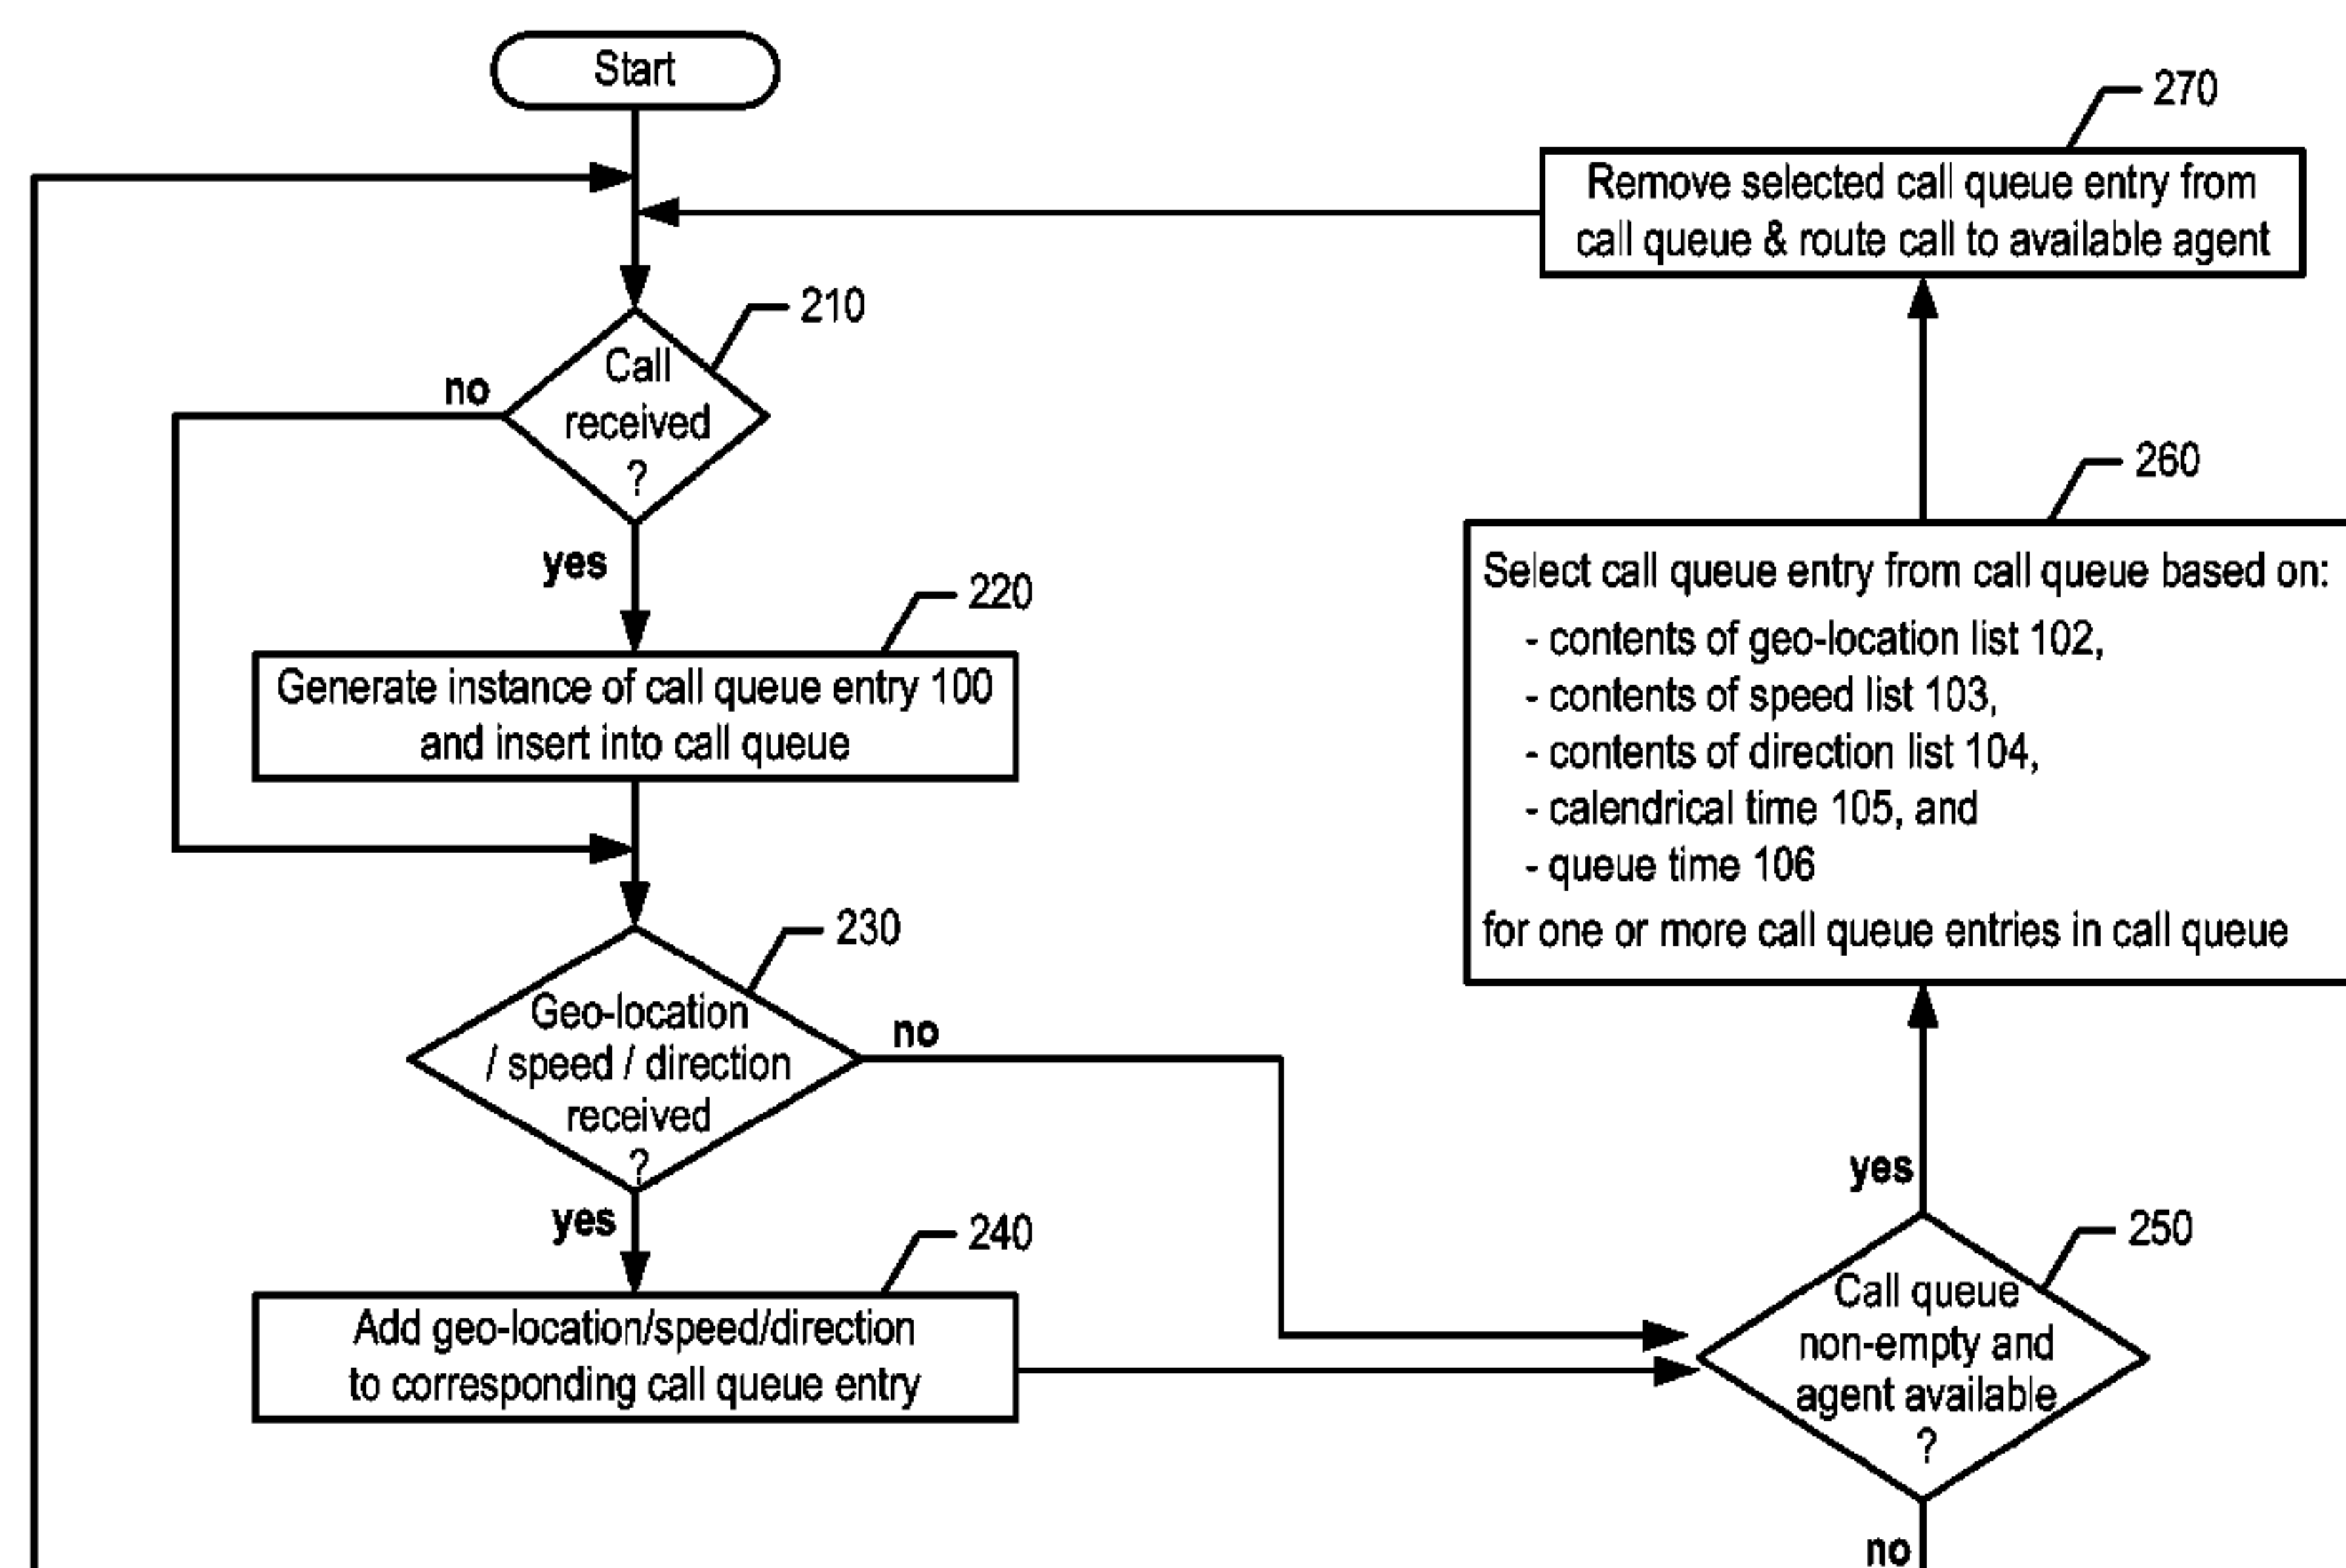 Start
270
Remove selected call queue entry from
call queue & route call to available agent
210
Call
received
?
no
yes
220
Generate instance of call queue entry 100
and insert into call queue
230
Geo-location
/ speed / direction
received
?
no
yes
240
Add geo-location/speed/direction
to corresponding call queue entry
260
Select call queue entry from call queue based on:
- contents of geo-location list 102,
- contents of speed list 103,
- contents of direction list 104,
- calendrical time 105, and
- queue time 106
for one or more call queue entries in call queue
yes
250
Call queue
non-empty and
agent available
?
no